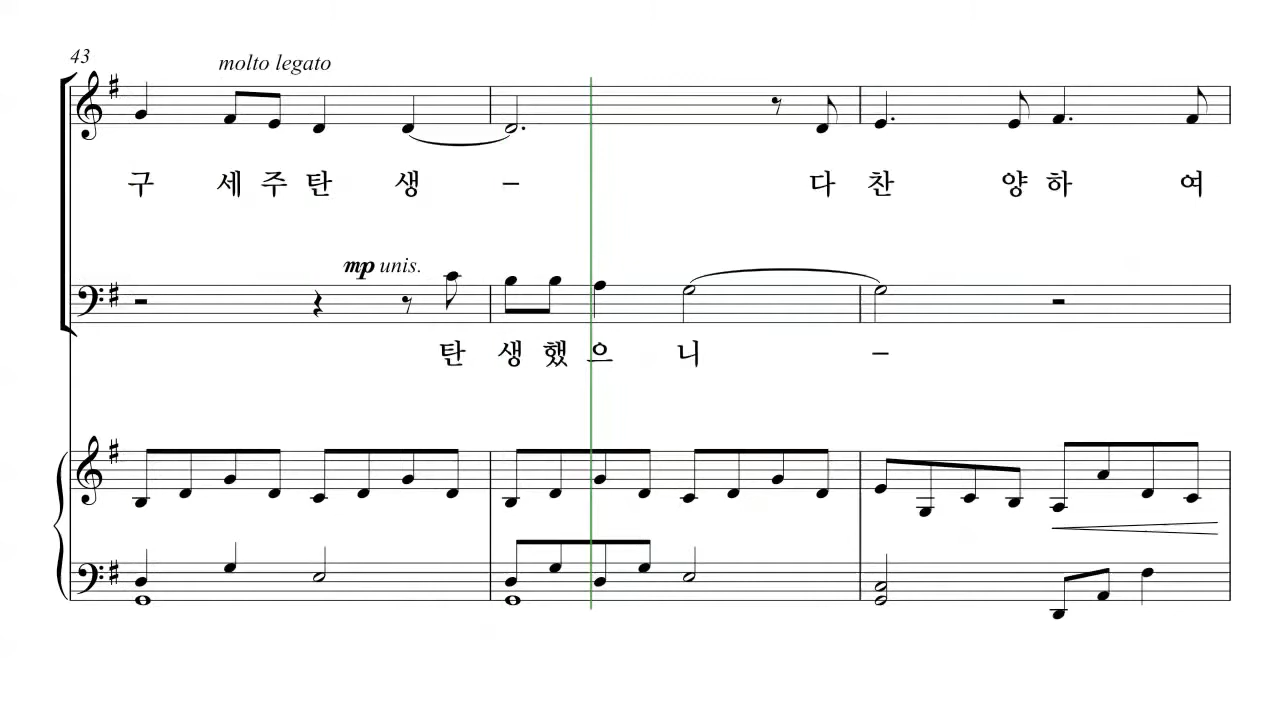 43
molto legato
구 세 주 탄 생 – 다 찬 양 하 여
mp unis.
탄 생 했 으 니 –